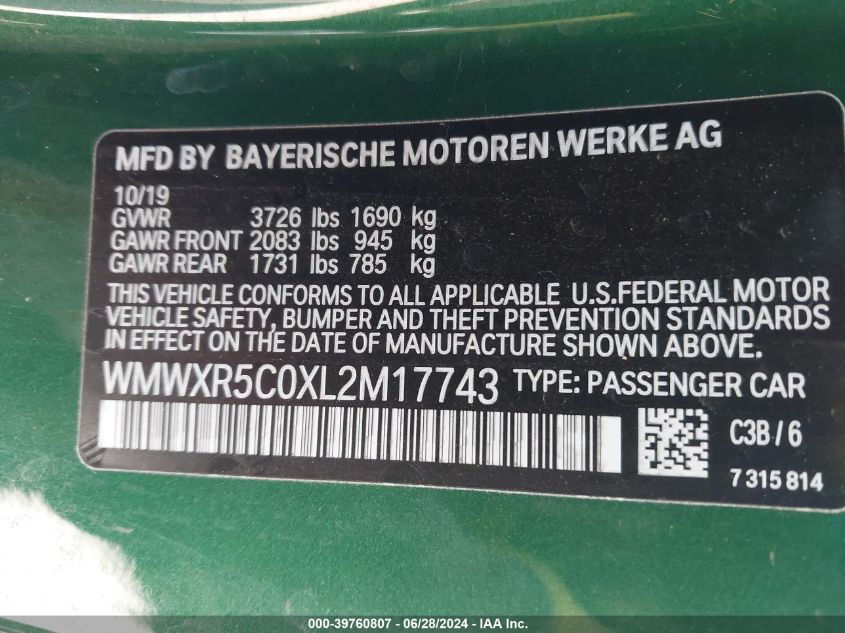 MFD BY BAYERISCHE MOTOREN WERKE AG
10/19
GVWR 3726 lbs 1690 kg
GAWR FRONT 2083 lbs 945 kg
GAWR REAR 1731 lbs 785 kg
THIS VEHICLE CONFORMS TO ALL APPLICABLE U.S.FEDERAL MOTOR
VEHICLE SAFETY, BUMPER AND THEFT PREVENTION STANDARDS
IN EFFECT ON THE DATE OF MANUFACTURE SHOWN ABOVE.
WMWXR5C0XL2M17743 TYPE: PASSENGER CAR
C3B / 6
7 315 814
000-39760807 - 06/28/2024 - IAA Inc.